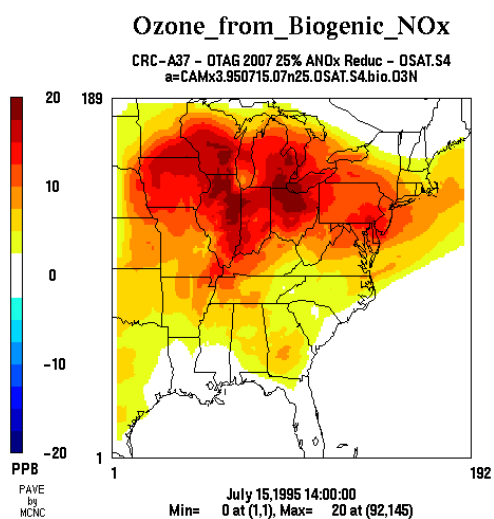 Ozone_from_Biogenic_NOx
CRC-A37 - OTAG 2007 25% ANOx Reduc - OSAT.S4
a=CAMx3.950715.07n25.OSAT.S4.bio.O3N
20
10
0
-10
-20
PPB
PAVE
by
MCNC
189
1
1
192
July 15,1995 14:00:00
Min= 0 at (1,1), Max= 20 at (92,145)